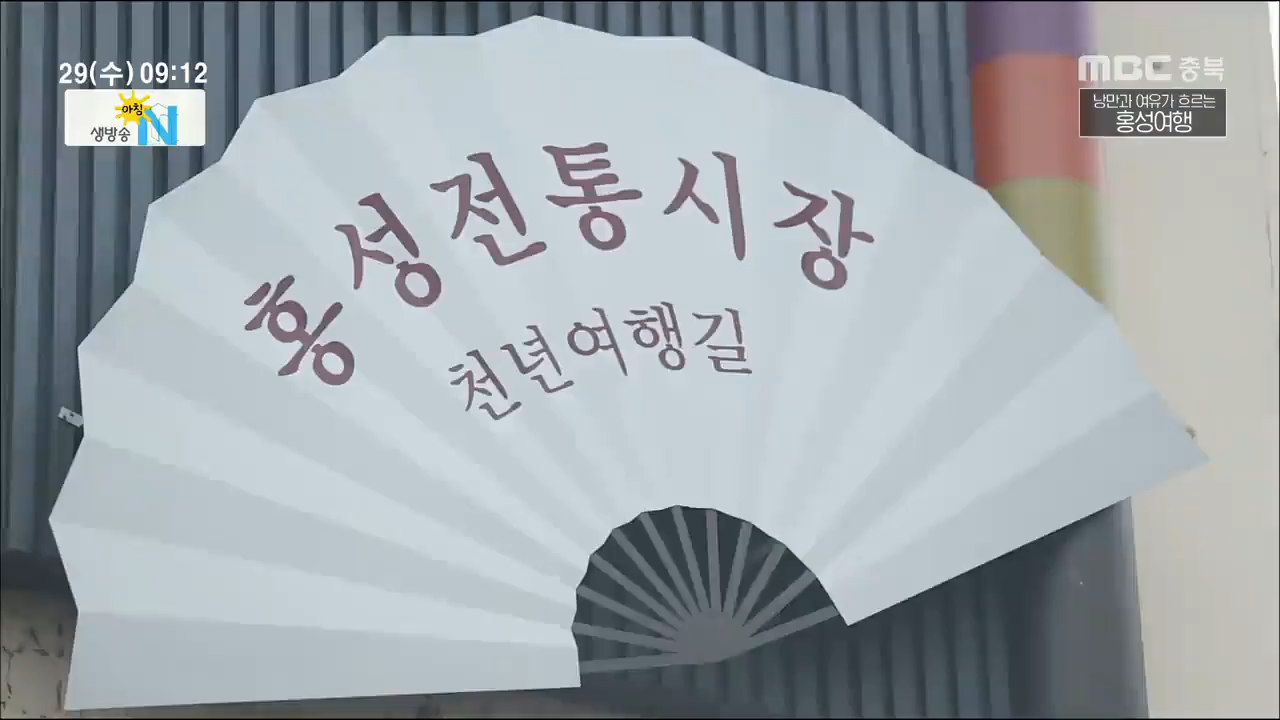 29(수) 09:12
아침
생방송 N
MBC 충북
낭만과 여유가 흐르는
홍성여행
홍성전통시장
천년여행길